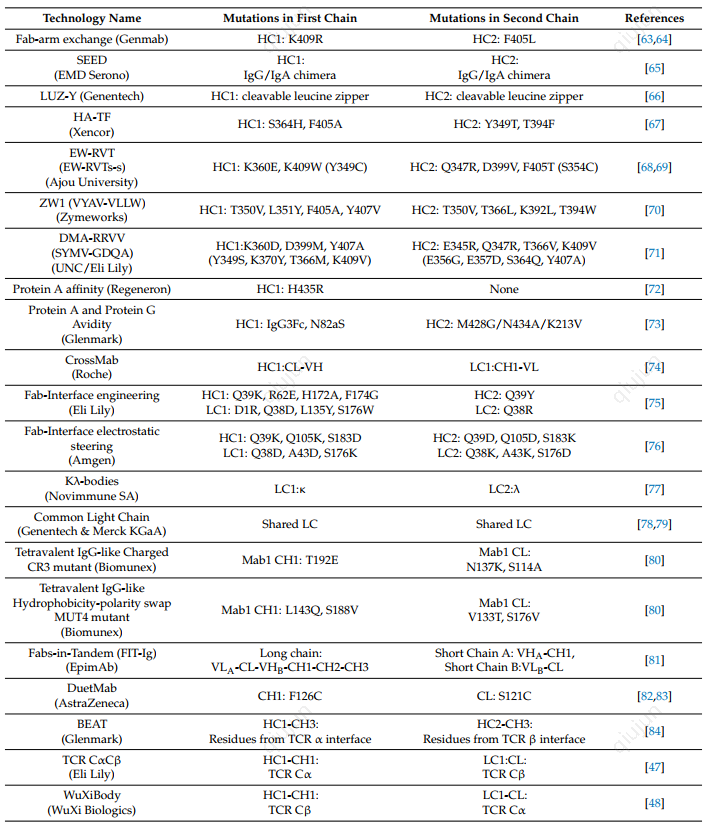 Technology Name Mutations in First Chain Mutations in Second Chain References
Fab-arm exchange (Genmab) HC1: K409R HC2: F405L [63,64]
SEED
(EMD Serono)
HC1:
IgG/IgA chimera
HC2:
IgG/IgA chimera
[65]
LUZ-Y (Genentech) HC1: cleavable leucine zipper HC2: cleavable leucine zipper [66]
HA-TF
(Xencor)
HC1: S364H, F405A HC2: Y349T, T394F [67]
EW-RVT
(EW-RVTs-s)
(Ajou University)
HC1: K360E, K409W (Y349C) HC2: Q347R, D399V, F405T (S354C) [68,69]
ZW1 (VYAV-VLLW)
(Zymeworks)
HC1: T350V, L351Y, F405A, Y407V HC2: T350V, T366L, K392L, T394W [70]
DMA-RRVV
(SYMV-GDQA)
(UNC/Eli Lily)
HC1:K360D, D399M, Y407A
(Y349S, K370Y, T366M, K409V)
HC2: E345R, Q347R, T366V, K409V
(E356G, E357D, S364Q, Y407A)
[71]
Protein A affinity (Regeneron) HC1: H435R None [72]
Protein A and Protein G
Avidity
(Glenmark)
HC1: IgG3Fc, N82aS HC2: M428G/N434A/K213V [73]
CrossMab
(Roche)
HC1:CL-VH LC1:CH1-VL [74]
Fab-Interface engineering
(Eli Lily)
HC1: Q39K, R62E, H172A, F174G
LC1: D1R, Q38D, L135Y, S176W
HC2: Q39Y
LC2: Q38R
[75]
Fab-Interface electrostatic
steering
(Amgen)
HC1: Q39K, Q105K, S183D
LC1: Q38D, A43D, S176K
HC2: Q39D, Q105D, S183K
LC2: Q38K, A43K, S176D
[76]
Kλ-bodies
(Novimmune SA)
LC1:κ LC2:λ [77]
Common Light Chain
(Genentech & Merck KGaA)
Shared LC Shared LC [78,79]
Tetravalent IgG-like Charged
CR3 mutant (Biomunex)
Mab1 CH1: T192E
Mab1 CL:
N137K, S114A
[80]
Tetravalent IgG-like
Hydrophobicity-polarity swap
MUT4 mutant
(Biomunex)
Mab1 CH1: L143Q, S188V
Mab1 CL:
V133T, S176V
[80]
Fabs-in-Tandem (FIT-Ig)
(EpimAb)
Long chain:
VLA-CL-VHB-CH1-CH2-CH3
Short Chain A: VHA-CH1,
Short Chain B:VLB-CL
[81]
DuetMab
(AstraZeneca)
CH1: F126C CL: S121C [82,83]
BEAT
(Glenmark)
HC1-CH3:
Residues from TCR α interface
HC2-CH3:
Residues from TCR β interface
[84]
TCR CαCβ
(Eli Lily)
HC1-CH1:
TCR Cα
LC1:CL:
TCR Cβ
[47]
WuXiBody
(WuXi Biologics)
HC1-CH1:
TCR Cβ
LC1-CL:
TCR Cα
[48]
qiujun
qiujun
qiujun
qiujun
qiujun
qiujun